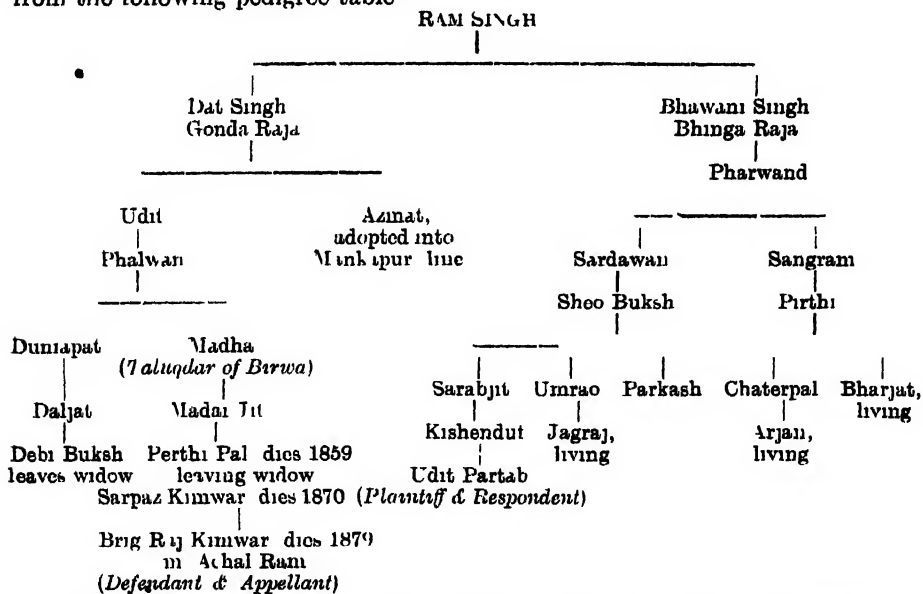 from the following pedigree table
RAM SINGH
Dat Singh
Gonda Raja
Bhawani Singh
Bhinga Raja
Pharwand
Udit
Phalwan
Azmat,
adopted into
line
Sardawan
Sheo Buksh
Sangram
Pirthi
Duniapat
Daljat
Debi Buksh
leaves widow
Madha
(Taluqdar of Birwa)
Madan Jit
Perthi Pal dies 1859
leaving widow
Sarabjit
Kishendut
Udit Partab
Umrao
Jagraj,
living
Parkash
Chaterpal
Arjan,
living
Bharjat,
living
Sarpaz Kunwar dies 1870 (Plaintiff & Respondent)
Brij Raj Kunwar dies 1879
m Achal Ram
(Defendant & Appellant)